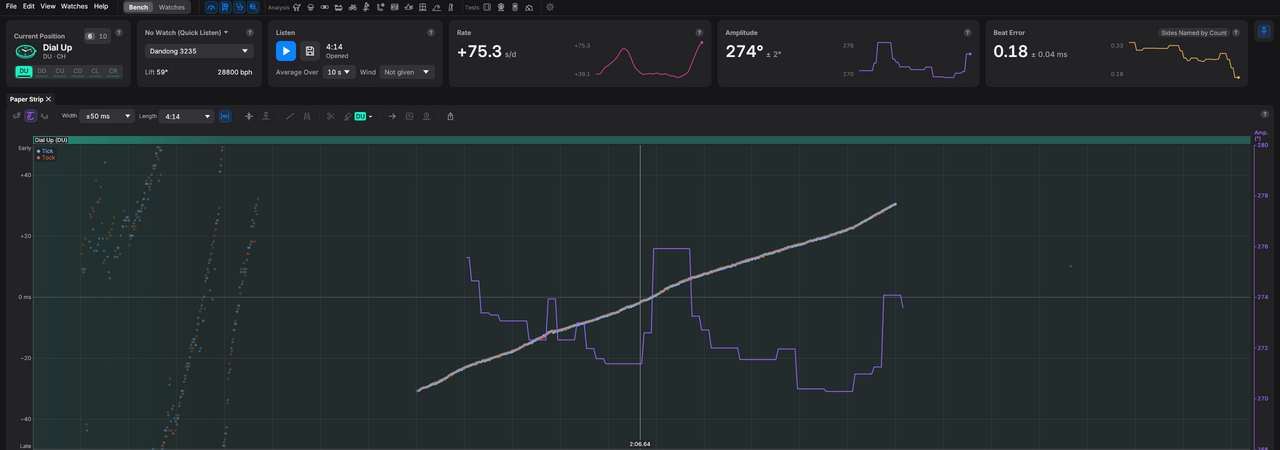 File Edit View Watches Help
Bench Watches
Analysis
Tests
Current Position 6 10 ?
Dial Up
DU · CH
DU DD CU CD CL CR
No Watch (Quick Listen)
Dandong 3235
Lift 59° 28800 bph
Listen ?
4:14
Opened
Average Over 10 s Wind Not given
Rate ?
+75.3 s/d
+75.3
+39.1
Amplitude ?
274° ± 2°
276
270
Beat Error Sides Named by Count ?
0.18 ± 0.04 ms
0.33
0.18
Paper Strip
Width ±50 ms Length 4:14 DU ?
Dial Up (DU)
Amp. (°)
Early
Tick
Tock
+40
+20
0 ms
−20
−40
Late
280
278
276
274
272
270
268
2:06.64